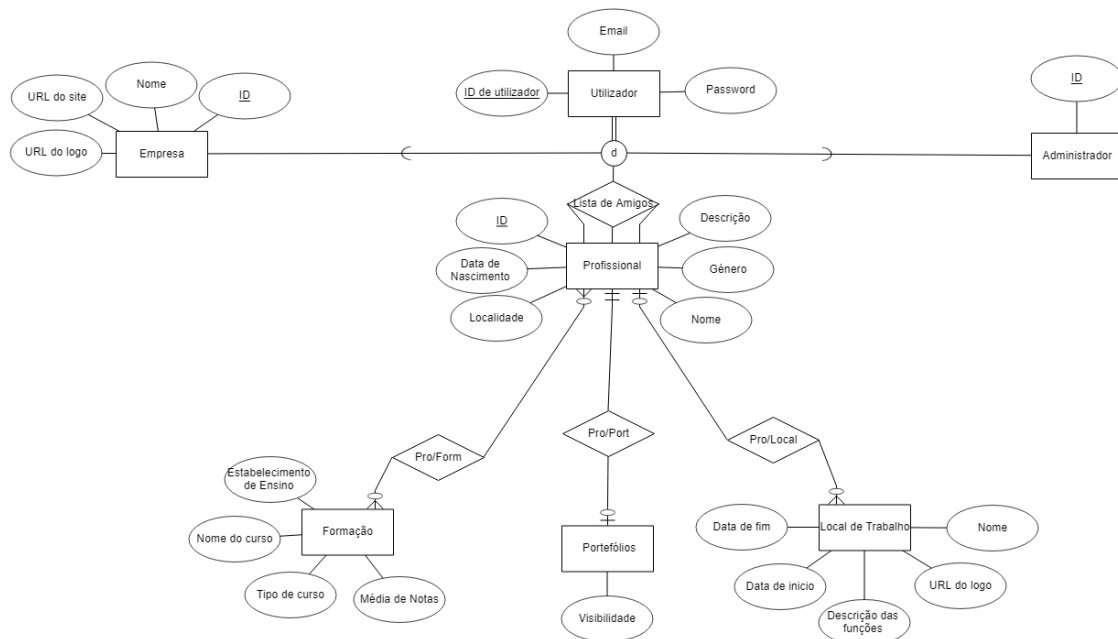 Email
ID
Nome
URL do site
ID
ID de utilizador
Utilizador
Password
URL do logo
Empresa
d
Administrador
Lista de Amigos
ID
Descrição
Data de
Nascimento
Profissional
Género
Localidade
Nome
Pro/Form
Pro/Port
Pro/Local
Estabelecimento
de Ensino
Nome do curso
Formação
Tipo de curso
Média de Notas
Portefólios
Visibilidade
Data de fim
Local de Trabalho
Nome
Data de inicio
URL do logo
Descrição das
funções